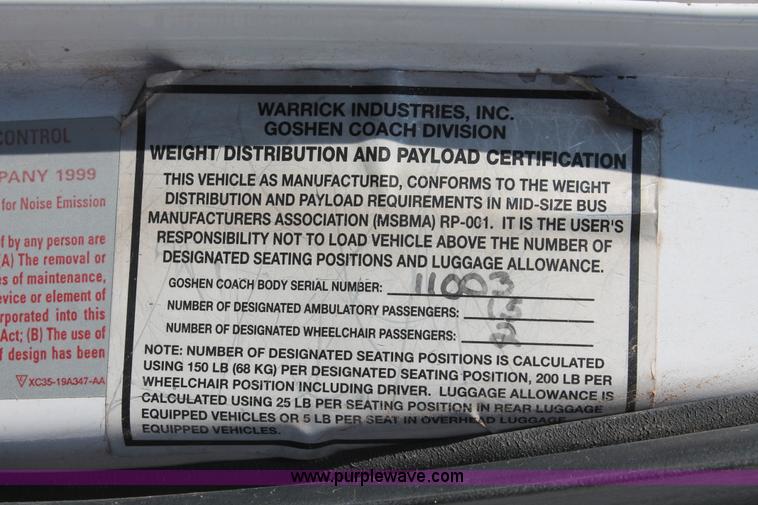 CONTROL
PANY 1999
for Noise Emission
f by any person are
(A) The removal or
es of maintenance,
evice or element of
rporated into this
Act; (B) The use of
f design has been
XC35-19A347-AA
WARRICK INDUSTRIES, INC.
GOSHEN COACH DIVISION
WEIGHT DISTRIBUTION AND PAYLOAD CERTIFICATION
THIS VEHICLE AS MANUFACTURED, CONFORMS TO THE WEIGHT
DISTRIBUTION AND PAYLOAD REQUIREMENTS IN MID-SIZE BUS
MANUFACTURERS ASSOCIATION (MSBMA) RP-001. IT IS THE USER'S
RESPONSIBILITY NOT TO LOAD VEHICLE ABOVE THE NUMBER OF
DESIGNATED SEATING POSITIONS AND LUGGAGE ALLOWANCE.
GOSHEN COACH BODY SERIAL NUMBER: 11003
NUMBER OF DESIGNATED AMBULATORY PASSENGERS:
NUMBER OF DESIGNATED WHEELCHAIR PASSENGERS:
NOTE: NUMBER OF DESIGNATED SEATING POSITIONS IS CALCULATED
USING 150 LB (68 KG) PER DESIGNATED SEATING POSITION, 200 LB PER
WHEELCHAIR POSITION INCLUDING DRIVER. LUGGAGE ALLOWANCE IS
CALCULATED USING 25 LB PER SEATING POSITION IN REAR LUGGAGE
EQUIPPED VEHICLES OR 5 LB PER SEAT IN OVERHEAD LUGGAGE
EQUIPPED VEHICLES.
www.purplewave.com